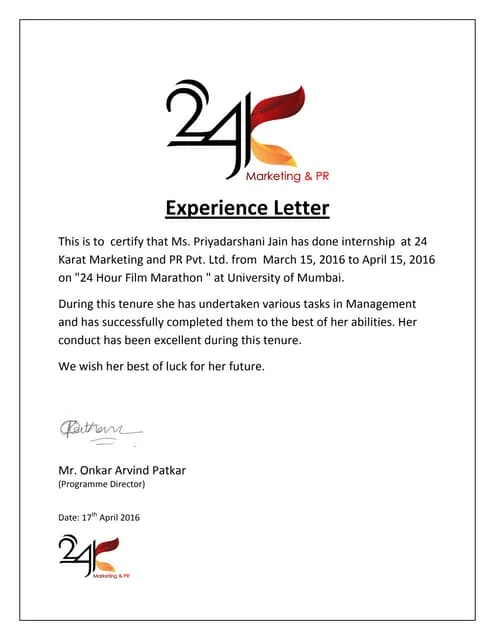 24K
Marketing & PR
Experience Letter
This is to  certify that Ms. Priyadarshani Jain has done internship  at 24
Karat Marketing and PR Pvt. Ltd. from  March 15, 2016 to April 15, 2016
on "24 Hour Film Marathon " at University of Mumbai.
During this tenure she has undertaken various tasks in Management
and has successfully completed them to the best of her abilities. Her
conduct has been excellent during this tenure.
We wish her best of luck for her future.
Mr. Onkar Arvind Patkar
(Programme Director)
Date: 17th April 2016
24K
Marketing & PR